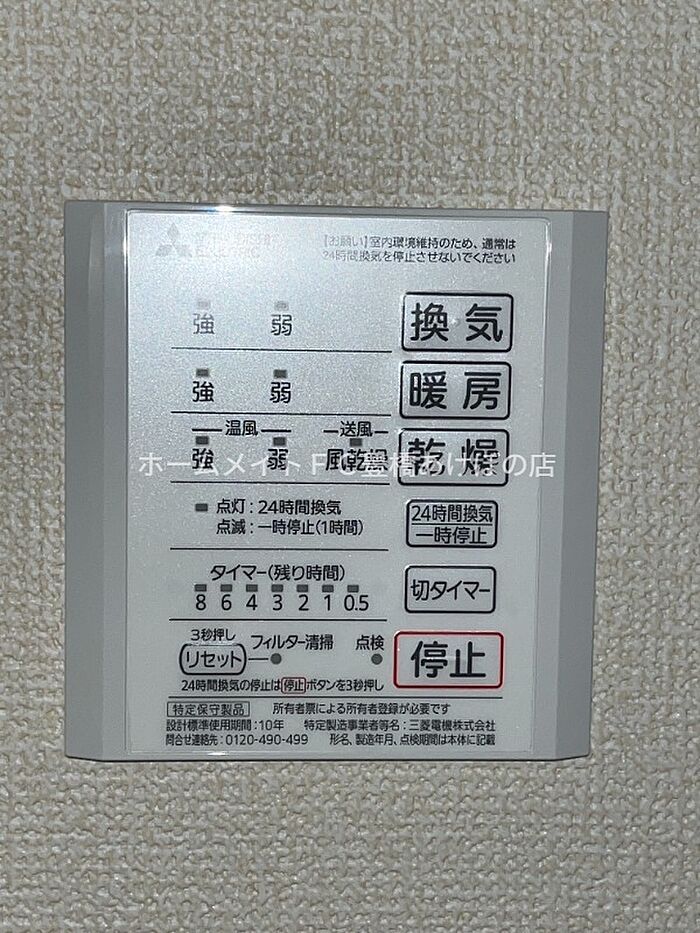 【お願い】室内環境維持のため、通常は
24時間換気を停止させないでください
強 弱 換気
強 弱 暖房
温風 送風
強 弱 風乾燥 乾燥
ホームメイトFC豊橋あけぼの店
点灯:24時間換気
点滅:一時停止(1時間)
24時間換気
一時停止
タイマー(残り時間)
8 6 4 3 2 1 0.5
切タイマー
3秒押し
リセット フィルター清掃 点検
停止
24時間換気の停止は停止ボタンを3秒押し
特定保守製品 所有者票による所有者登録が必要です
設計標準使用期間:10年 特定製造事業者等名:三菱電機株式会社
問合せ連絡先:0120-490-499 形名、製造年月、点検期間は本体に記載